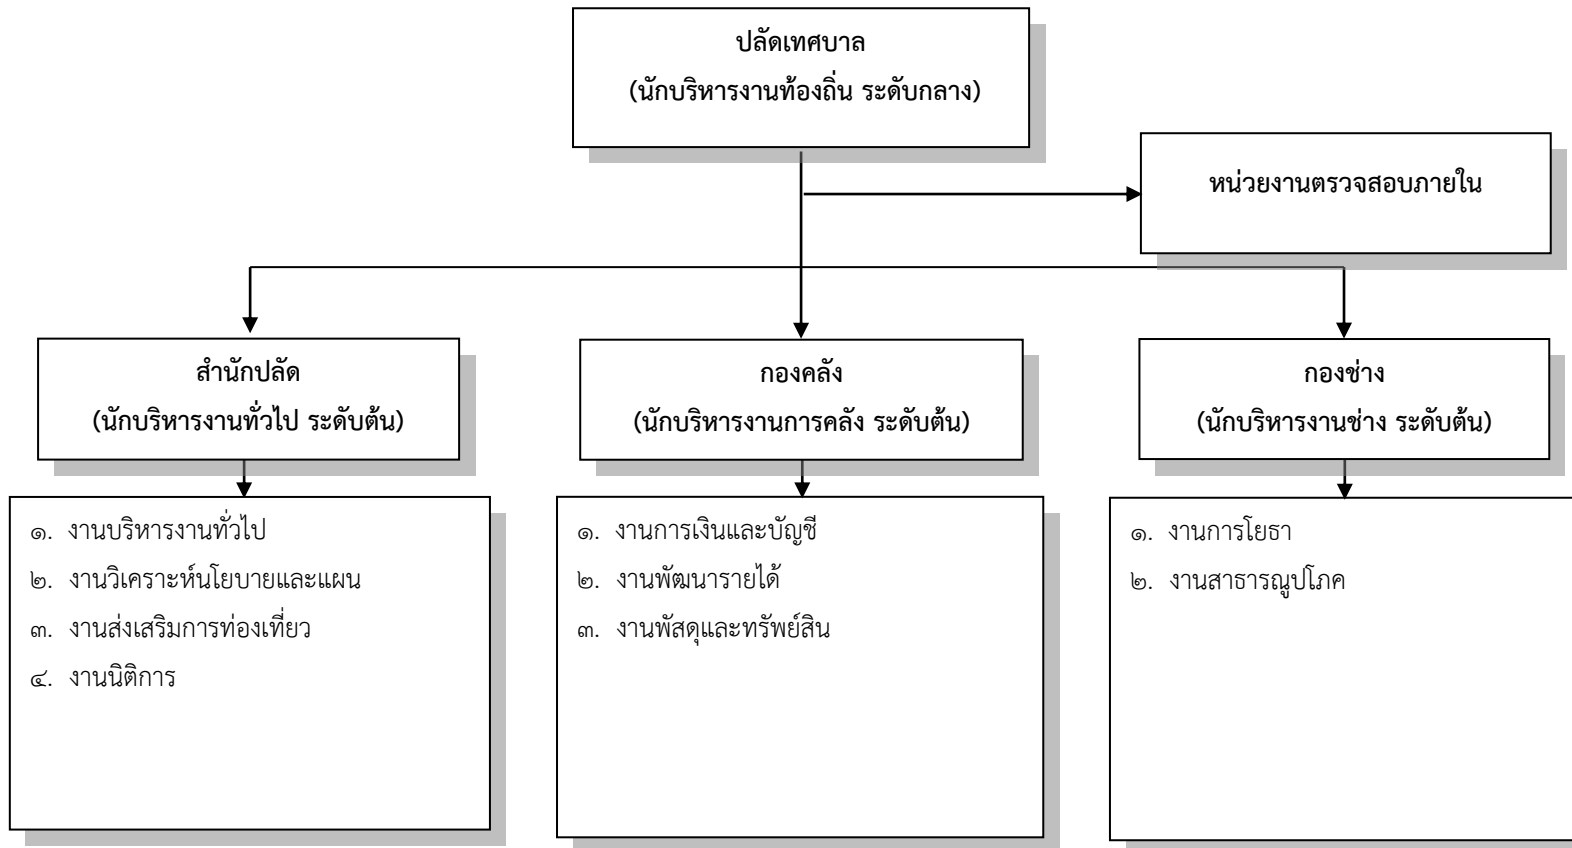 ปลัดเทศบาล
(นักบริหารงานท้องถิ่น ระดับกลาง)
หน่วยงานตรวจสอบภายใน
สำนักปลัด
(นักบริหารงานทั่วไป ระดับต้น)
กองคลัง
(นักบริหารงานการคลัง ระดับต้น)
กองช่าง
(นักบริหารงานช่าง ระดับต้น)
๑. งานบริหารงานทั่วไป
๒. งานวิเคราะห์นโยบายและแผน
๓. งานส่งเสริมการท่องเที่ยว
๔. งานนิติการ
๑. งานการเงินและบัญชี
๒. งานพัฒนารายได้
๓. งานพัสดุและทรัพย์สิน
๑. งานการโยธา
๒. งานสาธารณูปโภค